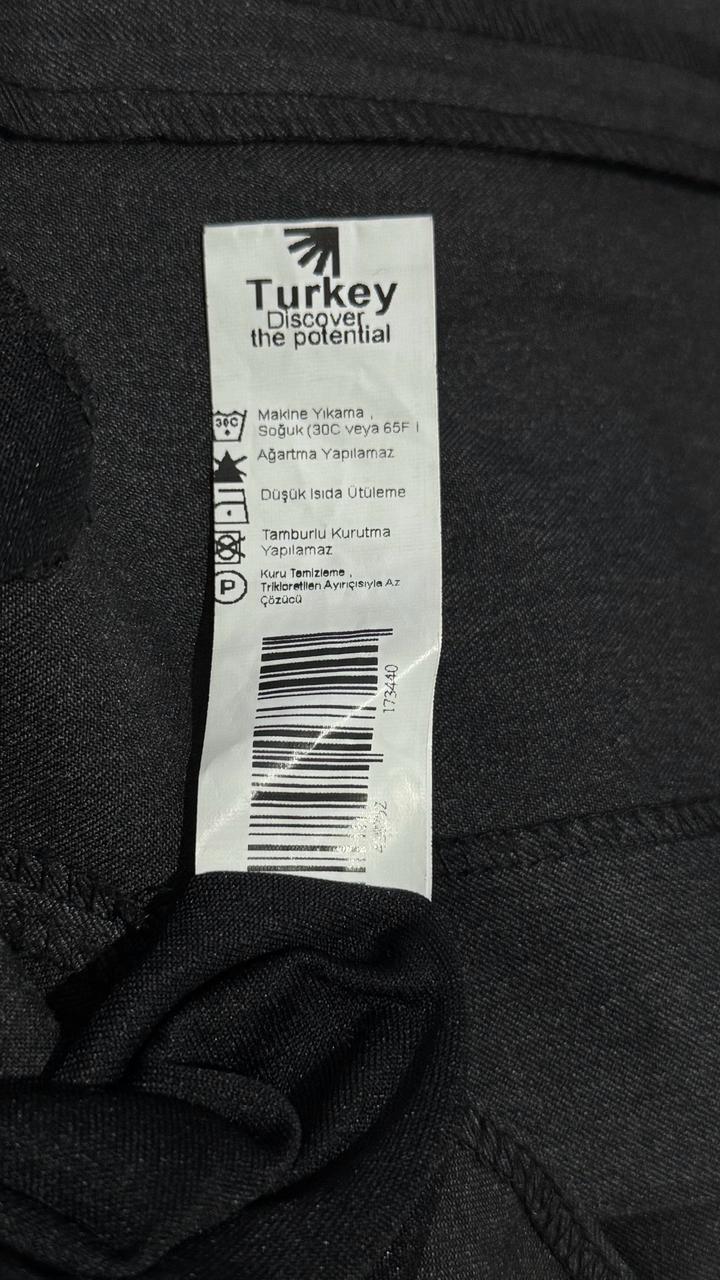 Turkey
Discover
the potential
30C
Makine Yıkama ,
Soğuk (30C veya 65F )
Ağartma Yapılamaz
Düşük Isıda Ütüleme
Tamburlu Kurutma
Yapılamaz
P
Kuru Temizleme ,
Trikloretilen Ayırıçısıyla Az
Çözücü
173440